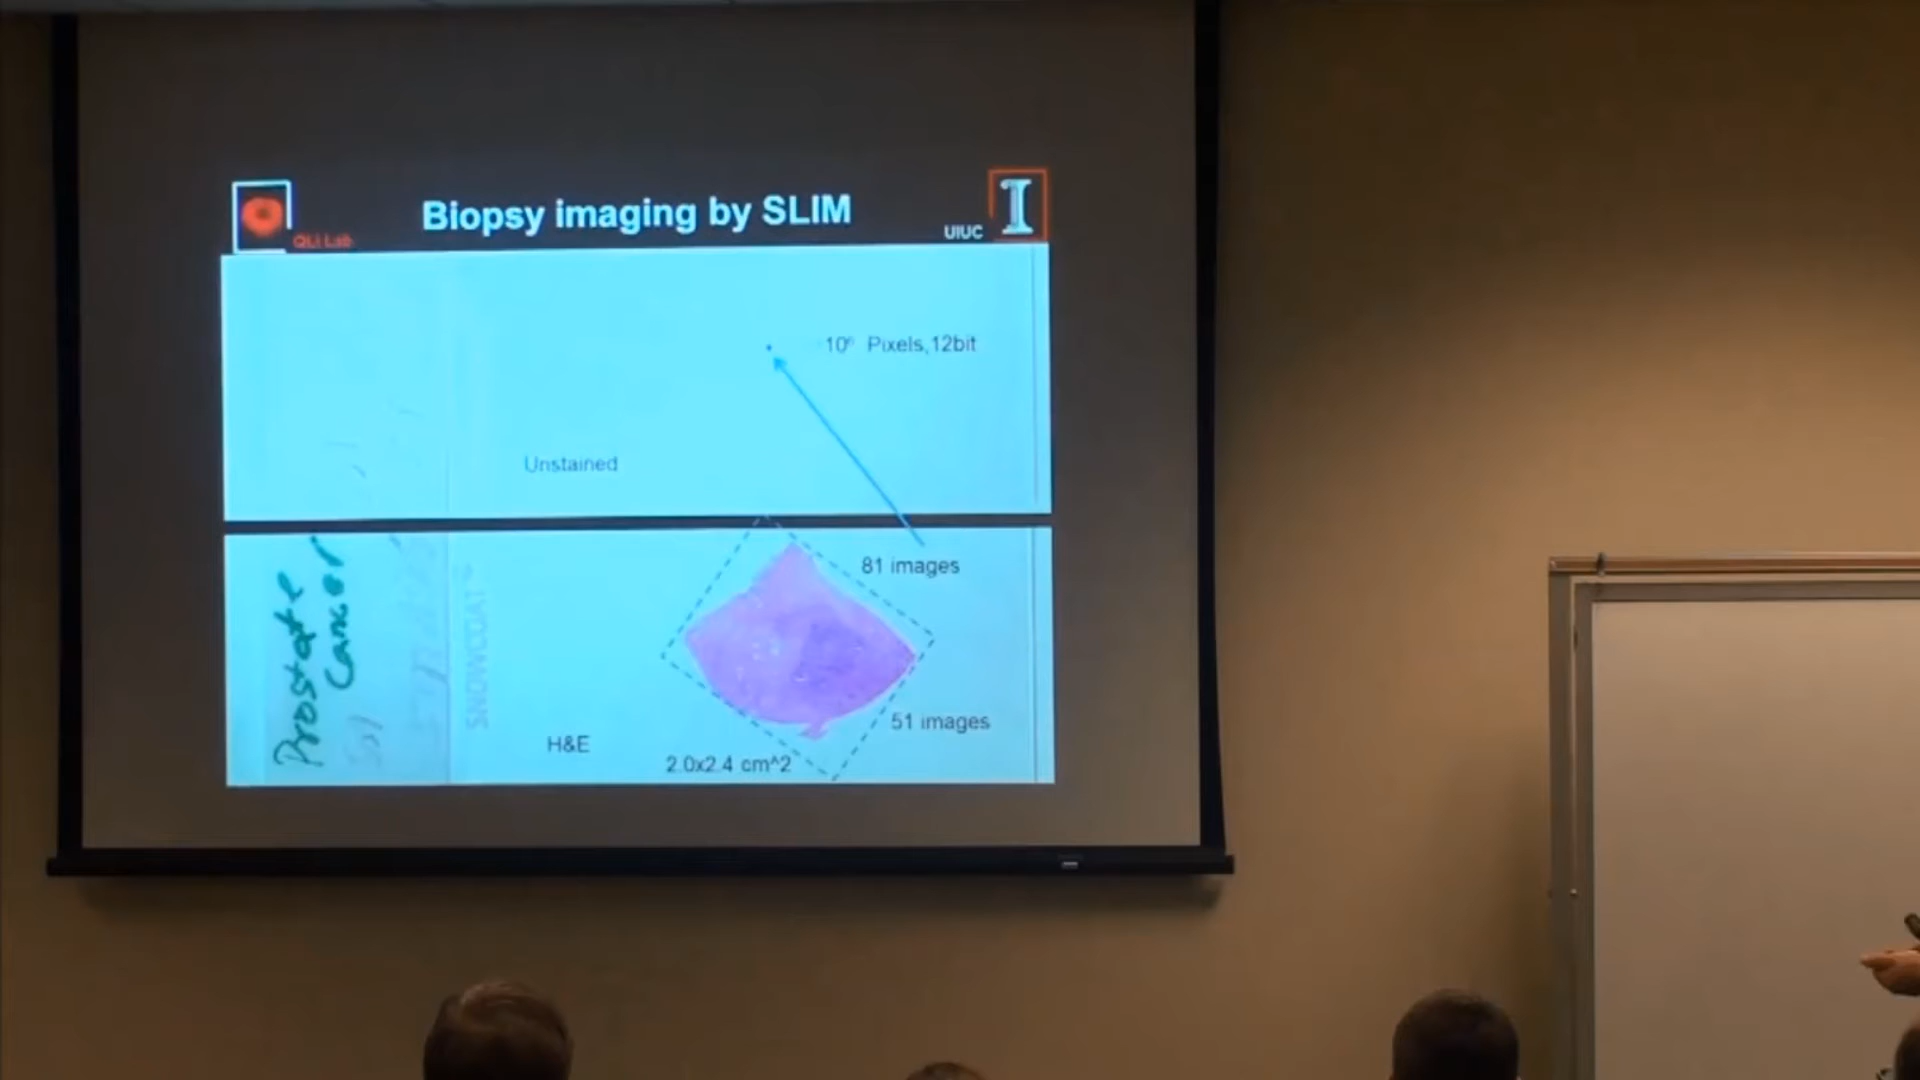 Biopsy imaging by SLIM
QLI Lab
UIUC
I
10⁶ Pixels, 12bit
Unstained
81 images
Prostate
Cancer
SNOWCOAT
51 images
H&E
2.0x2.4 cm^2